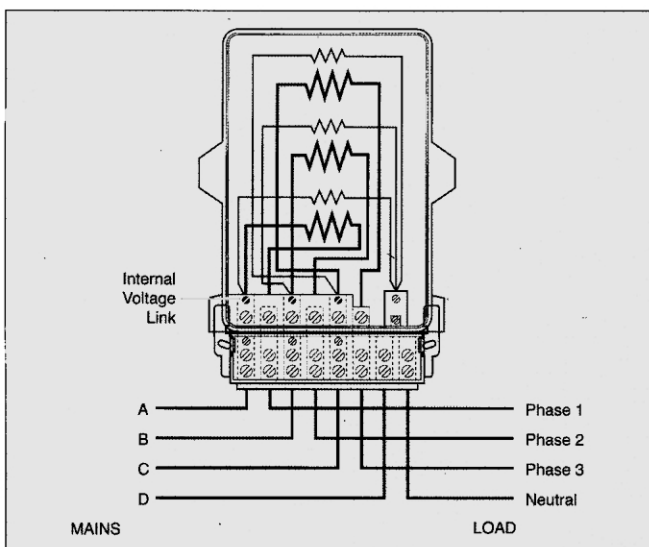 Internal
Voltage
Link
A
Phase 1
B
Phase 2
C
Phase 3
D
Neutral
MAINS
LOAD